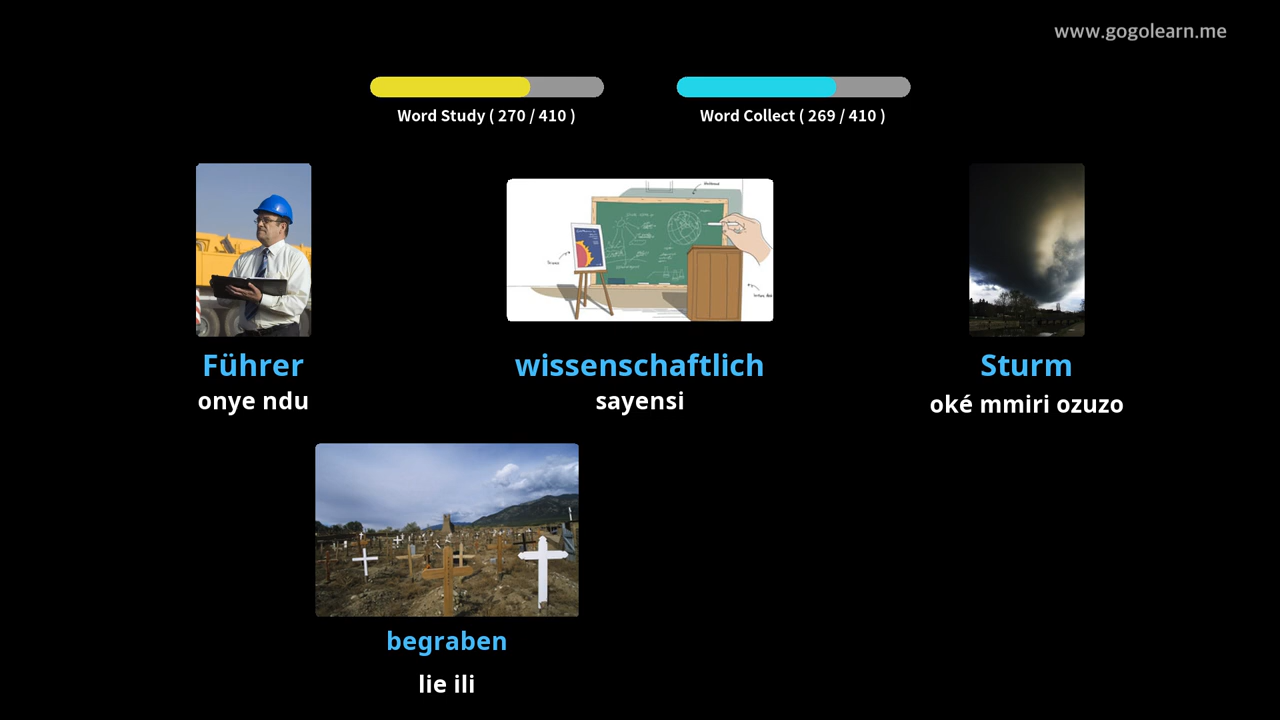 www.gogolearn.me
Word Study ( 270 / 410 )
Word Collect ( 269 / 410 )
Führer
onye ndu
wissenschaftlich
sayensi
Sturm
oké mmiri ozuzo
begraben
lie ili